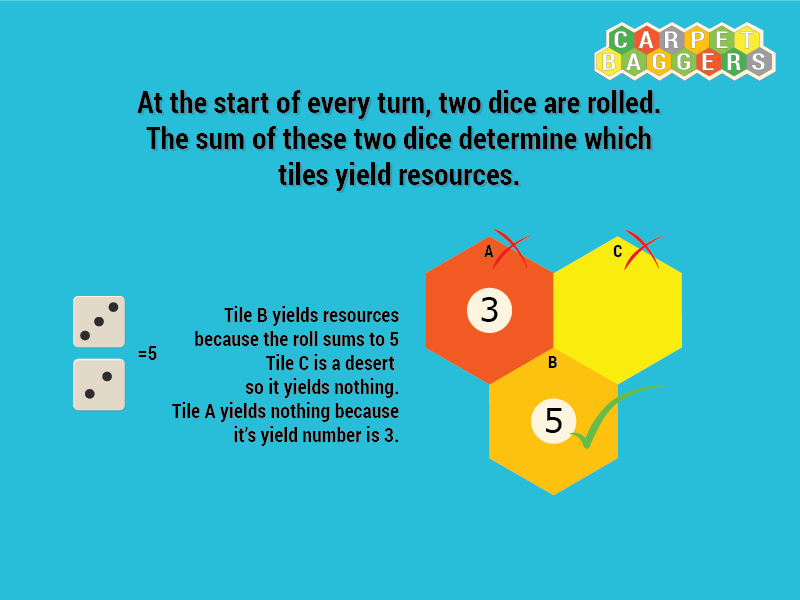 CARPET
BAGGERS
At the start of every turn, two dice are rolled.
The sum of these two dice determine which
tiles yield resources.
A
C
3
=5
Tile B yields resources
because the roll sums to 5
Tile C is a desert
so it yields nothing.
Tile A yields nothing because
it's yield number is 3.
B
5